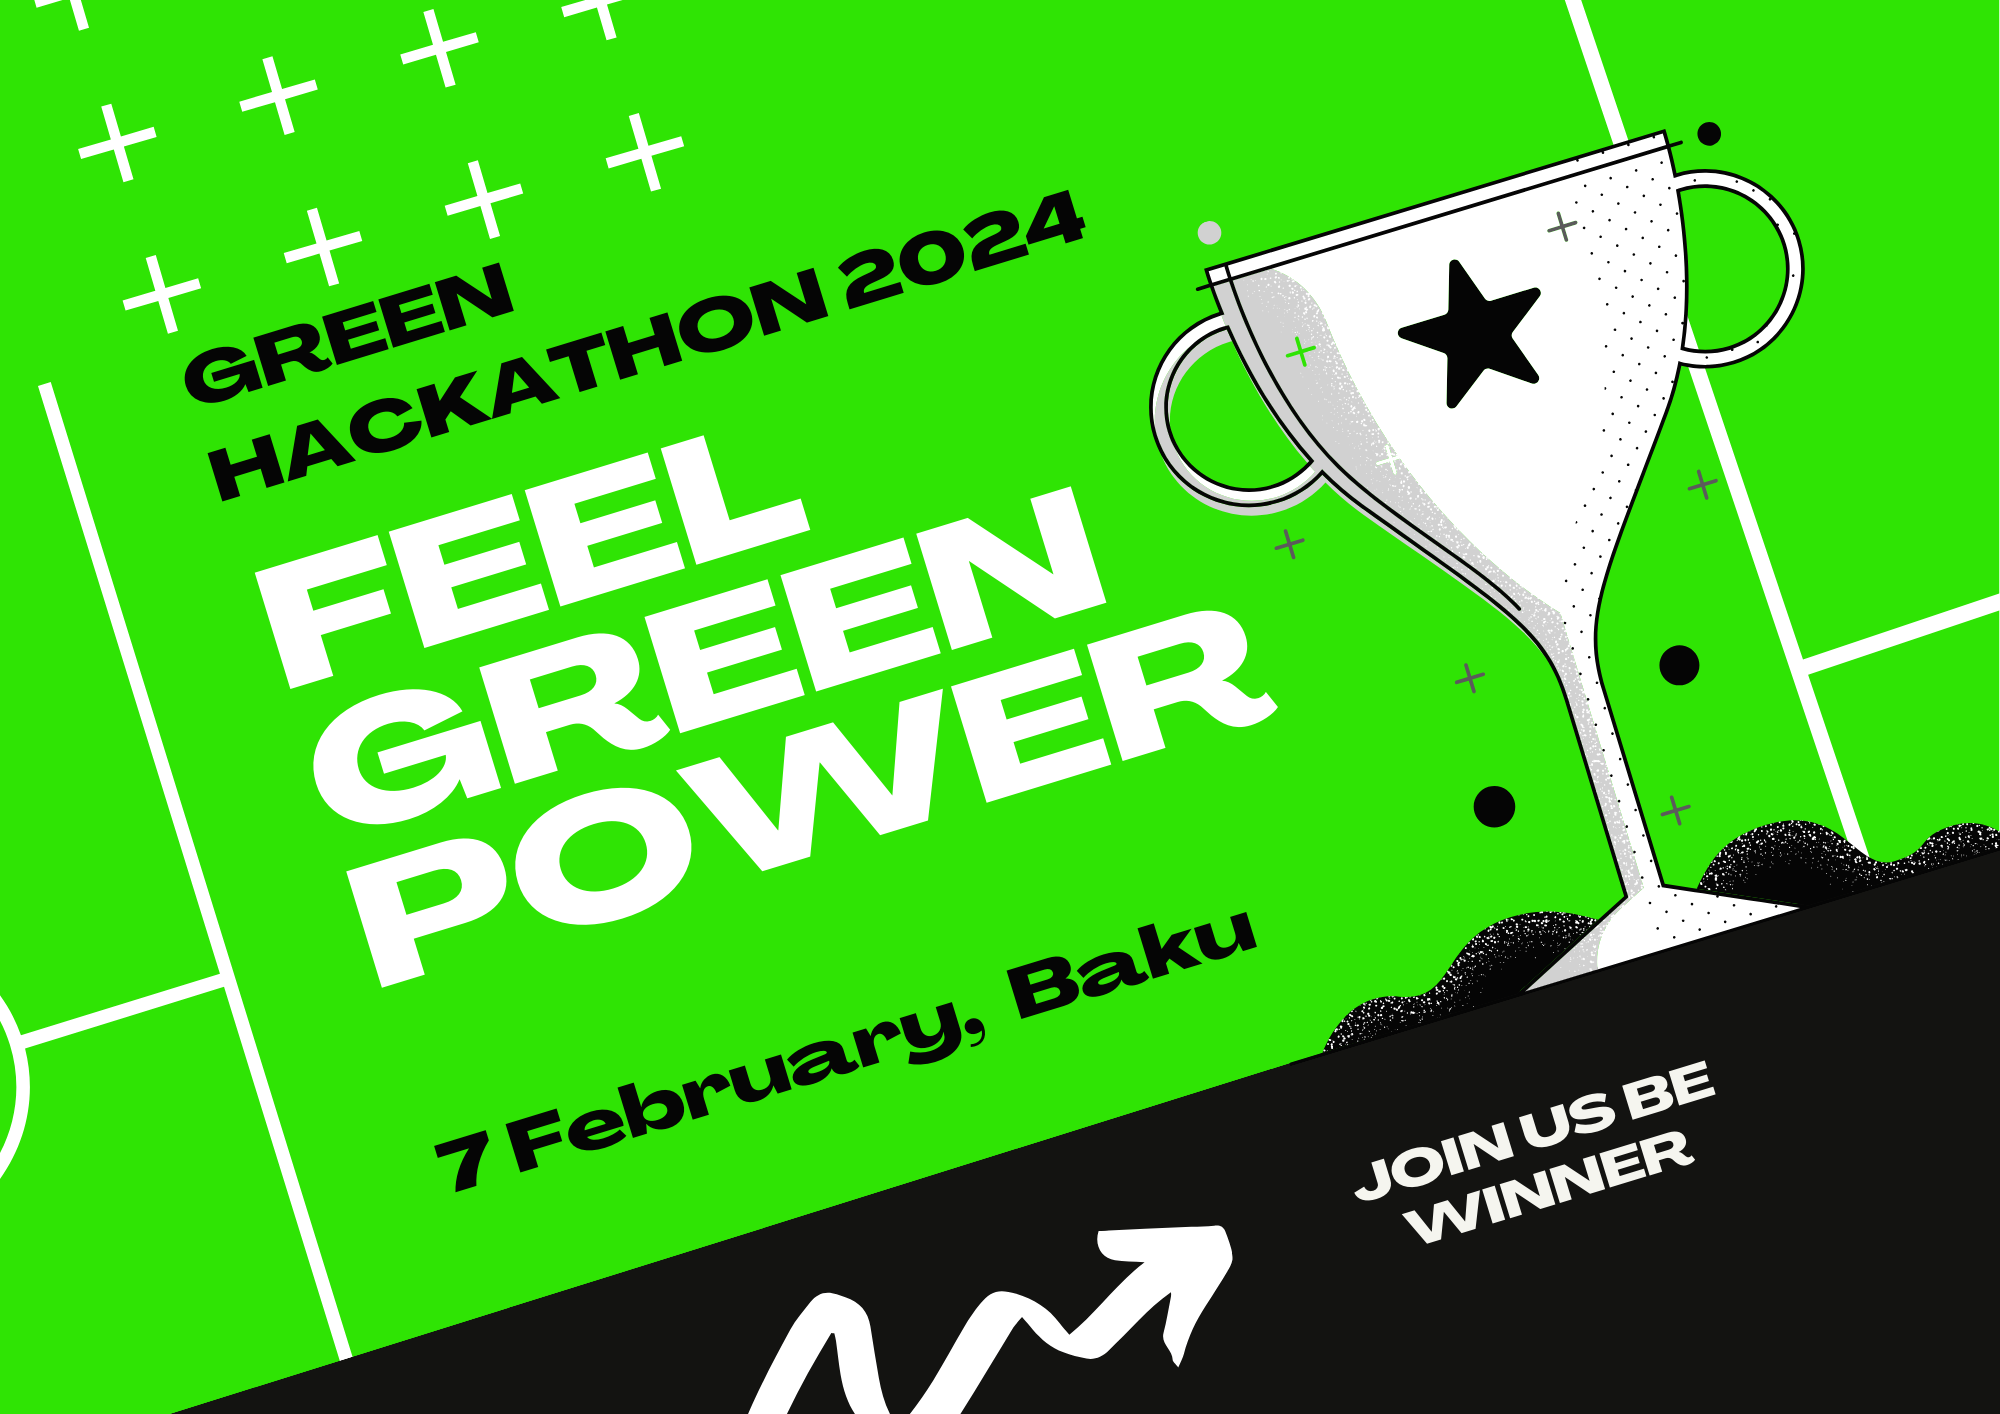 GREEN
HACKATHON 2024
FEEL
GREEN
POWER
7 February, Baku
JOIN US BE
WINNER